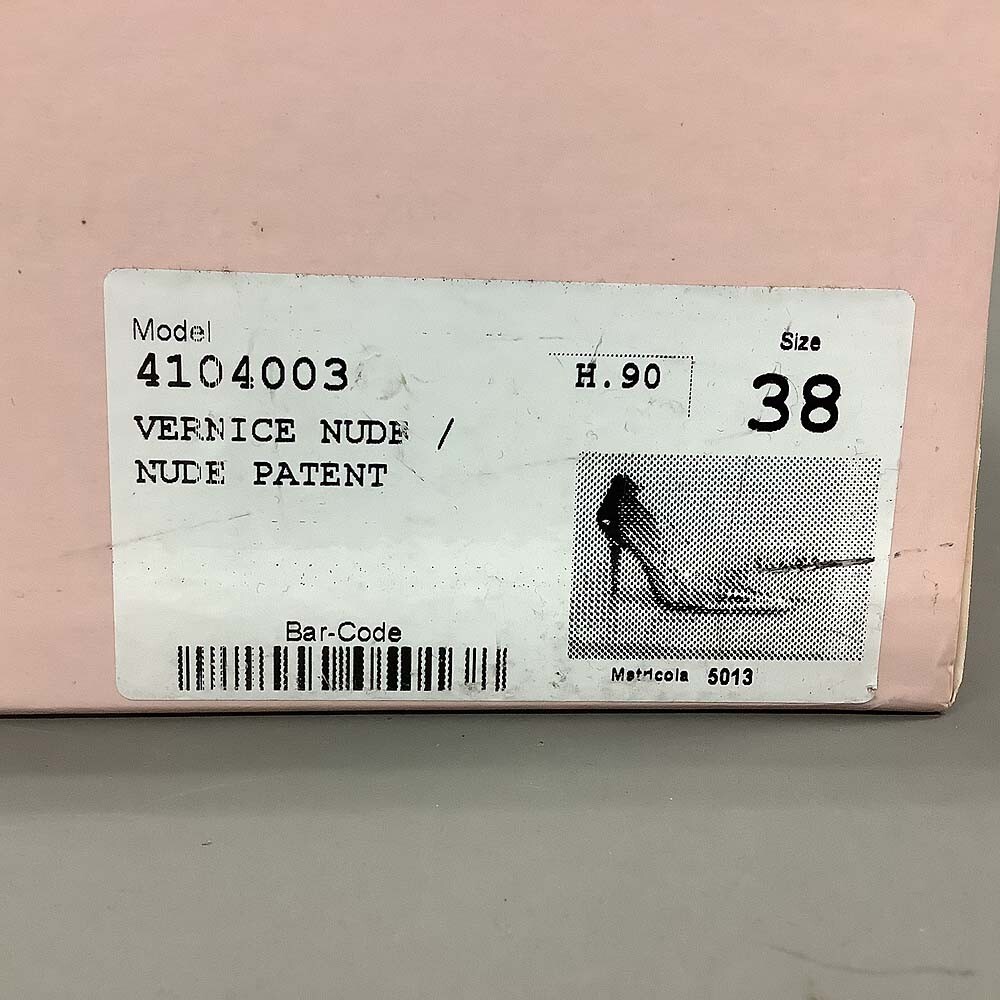 Model
4104003
H.90
Size
38
VERNICE NUDE /
NUDE PATENT
Bar-Code
Matricola 5013